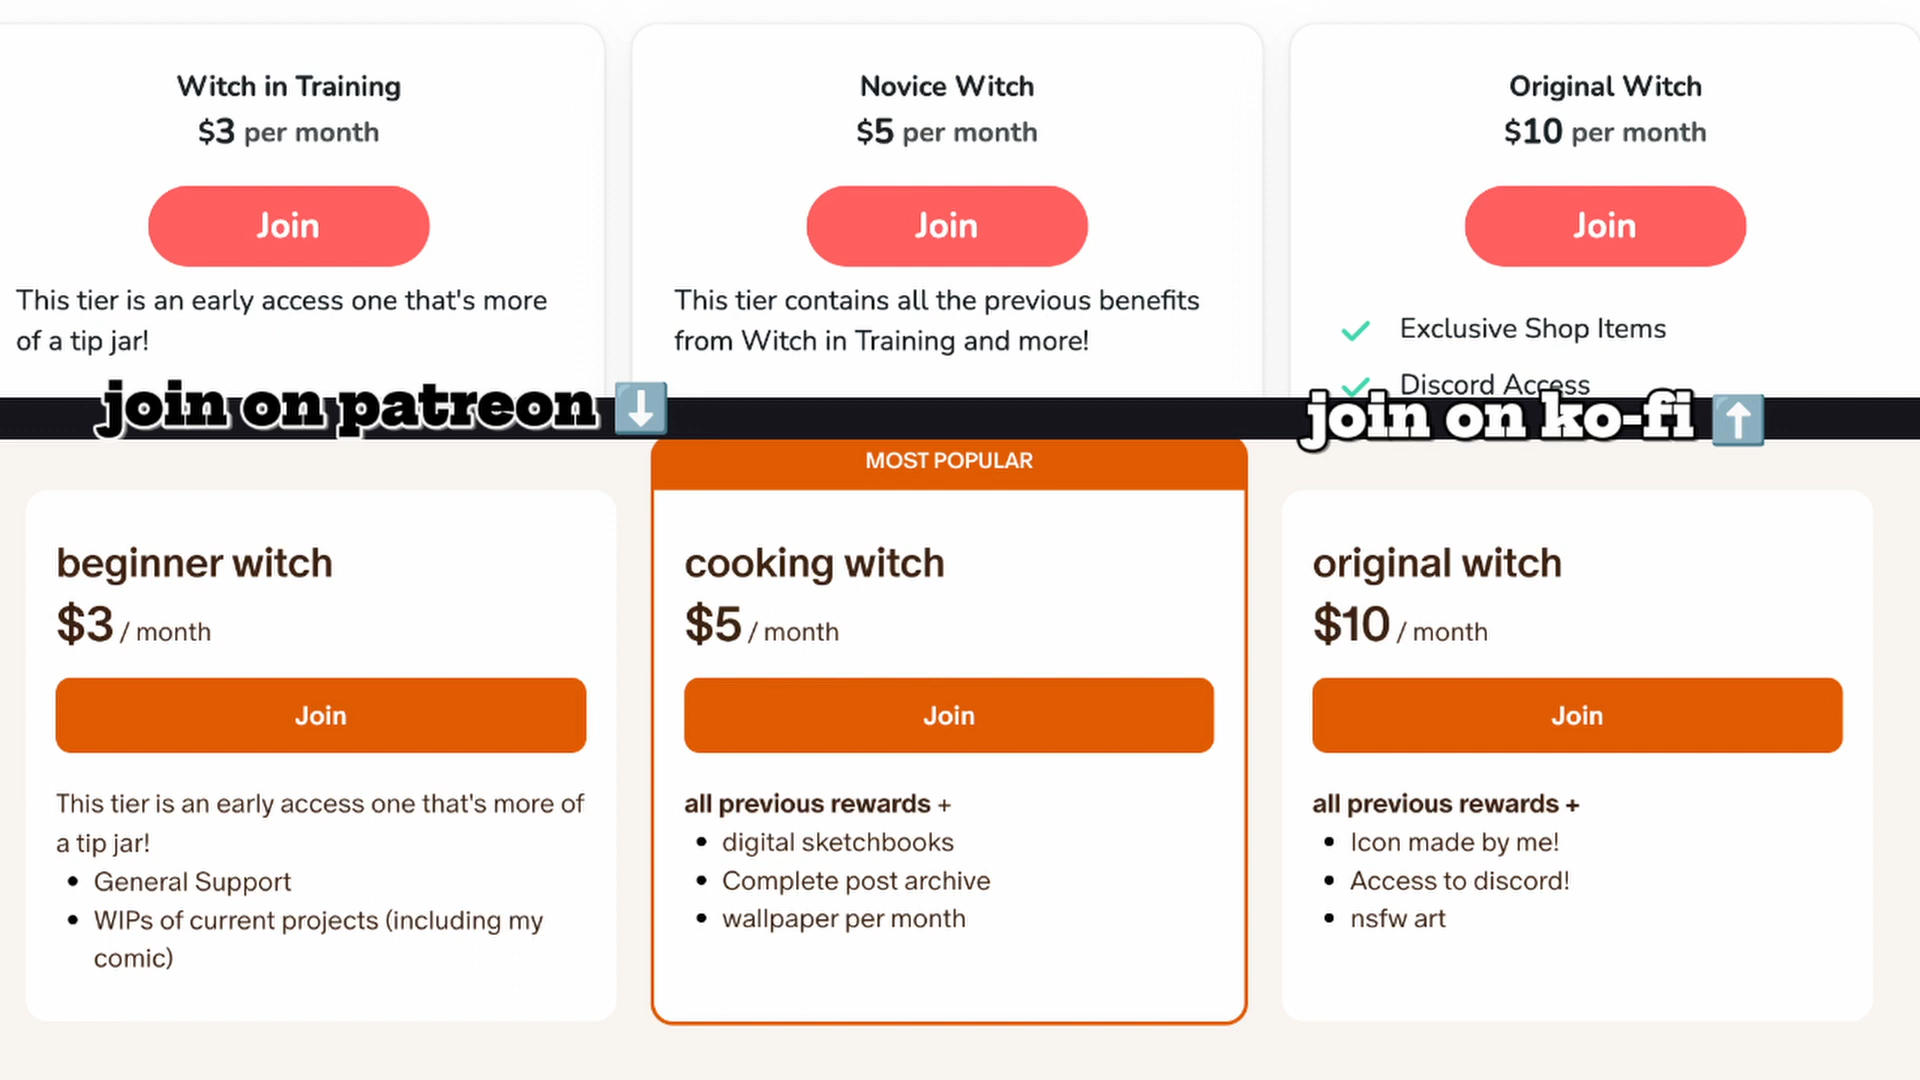 Witch in Training
$3 per month
Join
This tier is an early access one that's more
of a tip jar!
Novice Witch
$5 per month
Join
This tier contains all the previous benefits
from Witch in Training and more!
Original Witch
$10 per month
Join
Exclusive Shop Items
Discord Access
join on patreon ⬇️
join on ko-fi ⬆️
beginner witch
$3 / month
Join
This tier is an early access one that's more of
a tip jar!
• General Support
• WIPs of current projects (including my
comic)
MOST POPULAR
cooking witch
$5 / month
Join
all previous rewards +
• digital sketchbooks
• Complete post archive
• wallpaper per month
original witch
$10 / month
Join
all previous rewards +
• Icon made by me!
• Access to discord!
• nsfw art